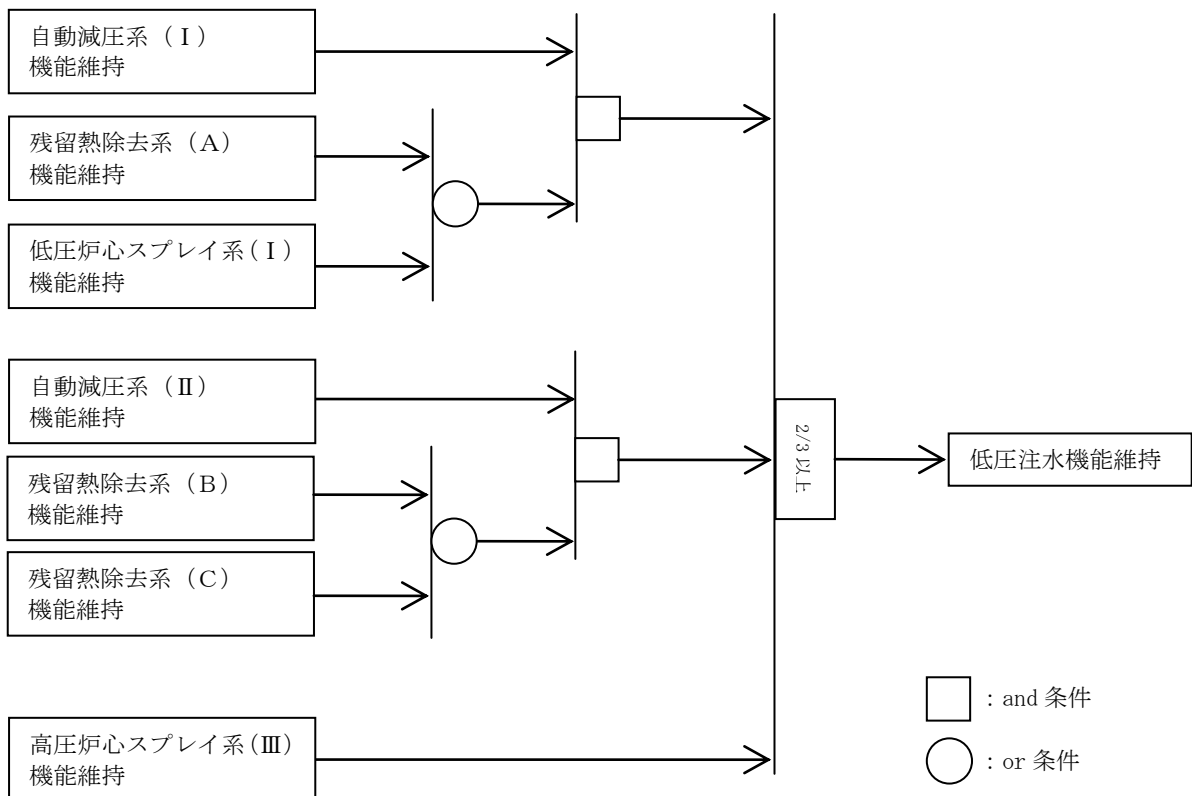 自動減圧系（Ⅰ）
機能維持
残留熱除去系（A）
機能維持
低圧炉心スプレイ系（Ⅰ）
機能維持
自動減圧系（Ⅱ）
機能維持
残留熱除去系（B）
機能維持
残留熱除去系（C）
機能維持
高圧炉心スプレイ系（Ⅲ）
機能維持
2/3 以上
低圧注水機能維持
：and 条件
：or 条件